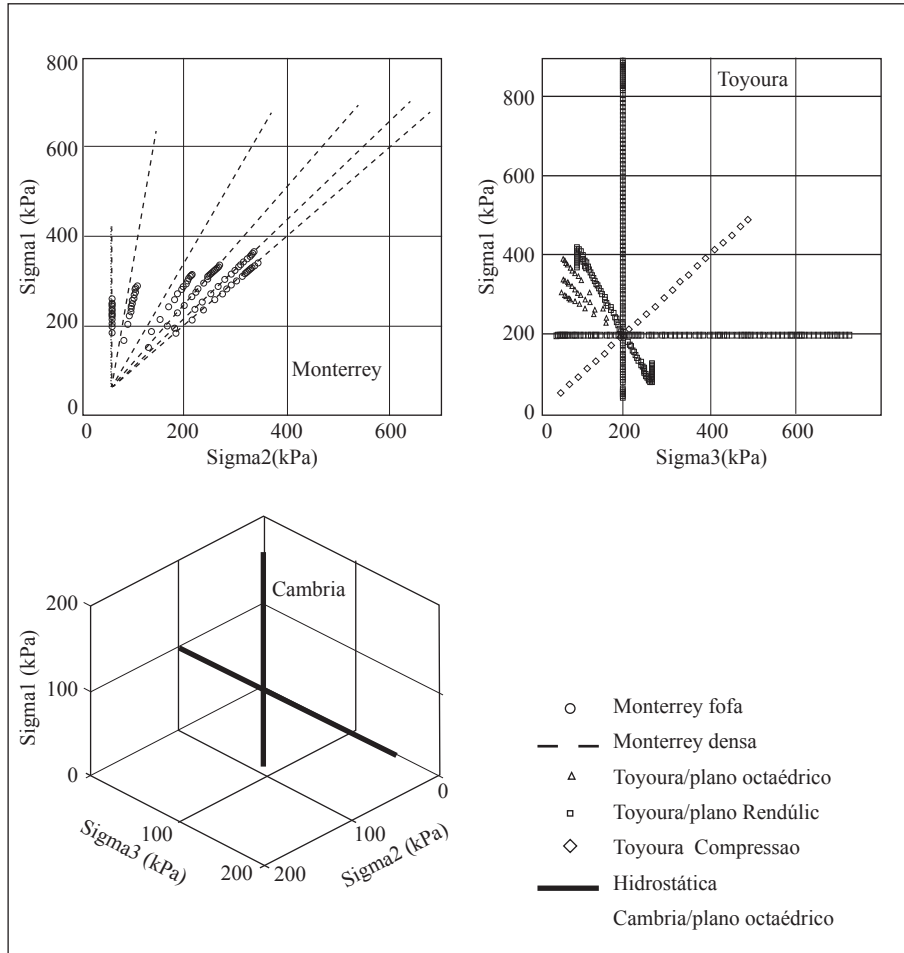 800
600
400
200
0
Sigma1 (kPa)
Monterrey
0 200 400 600
Sigma2(kPa)
800
600
400
200
0
Sigma1 (kPa)
Toyoura
0 200 400 600
Sigma3(kPa)
200
100
0
Sigma1 (kPa)
Cambria
100
200
Sigma3 (kPa)
0
100
200
Sigma2 (kPa)
Monterrey fofa
Monterrey densa
Toyoura/plano octaédrico
Toyoura/plano Rendúlic
Toyoura Compressao
Hidrostática
Cambria/plano octaédrico